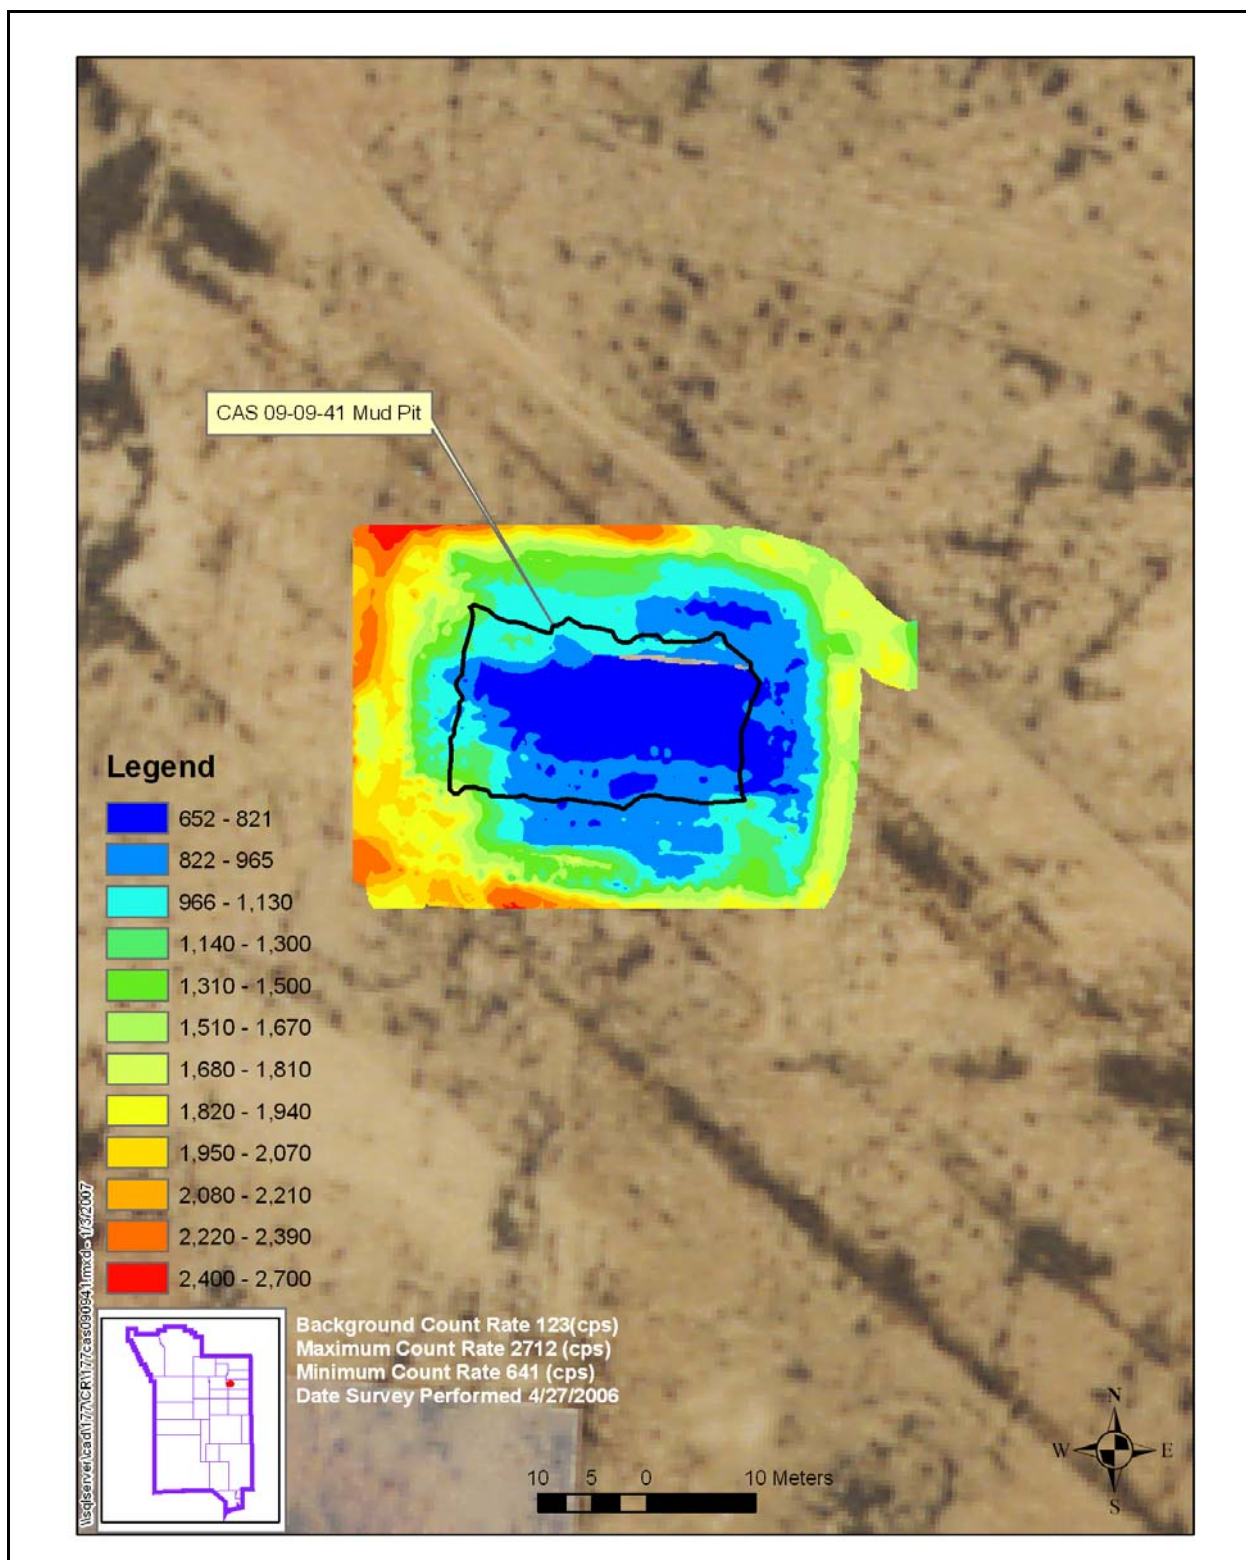 CAS 09-09-41 Mud Pit
Legend
652 - 821
822 - 965
966 - 1,130
1,140 - 1,300
1,310 - 1,500
1,510 - 1,670
1,680 - 1,810
1,820 - 1,940
1,950 - 2,070
2,080 - 2,210
2,220 - 2,390
2,400 - 2,700
Background Count Rate 123(cps)
Maximum Count Rate 2712 (cps)
Minimum Count Rate 641 (cps)
Date Survey Performed 4/27/2006
10 5 0 10 Meters
N
W E
S